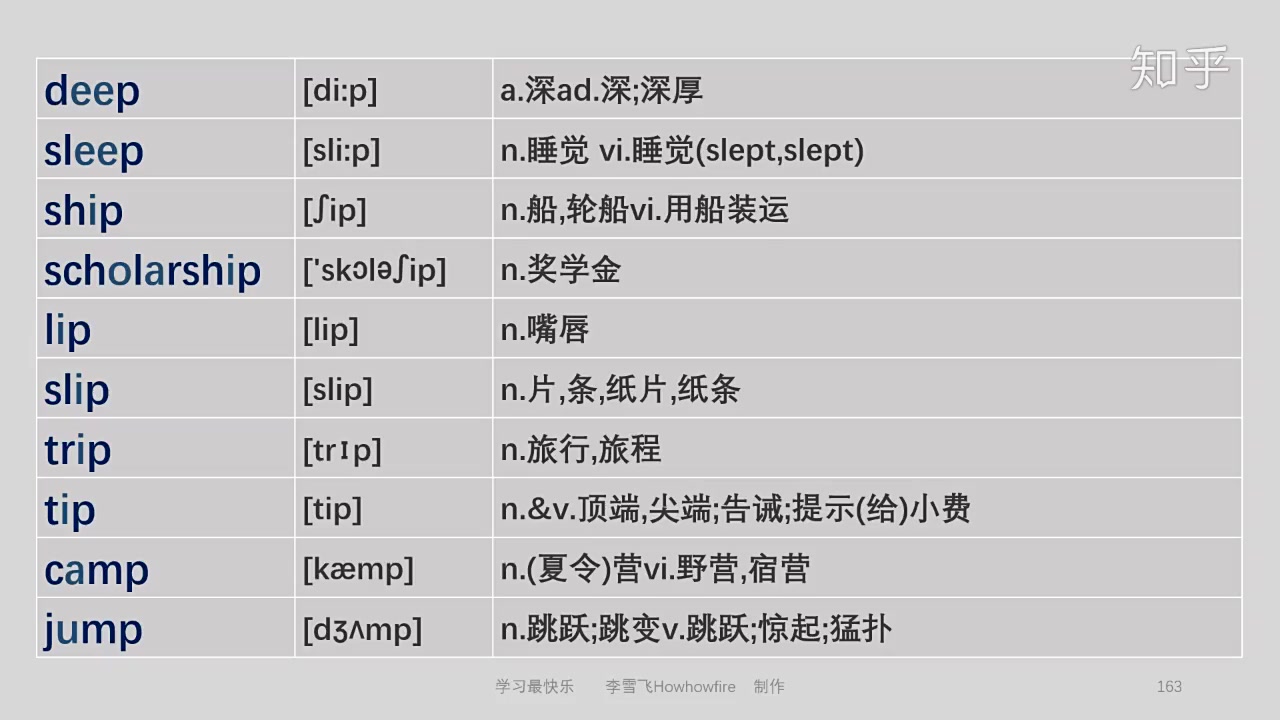 知乎
deep [di:p] a.深ad.深;深厚
sleep [sli:p] n.睡觉 vi.睡觉(slept,slept)
ship [ʃip] n.船,轮船vi.用船装运
scholarship ['skɔləʃip] n.奖学金
lip [lip] n.嘴唇
slip [slip] n.片,条,纸片,纸条
trip [trɪp] n.旅行,旅程
tip [tip] n.&v.顶端,尖端;告诫;提示(给)小费
camp [kæmp] n.(夏令)营vi.野营,宿营
jump [dʒʌmp] n.跳跃;跳变v.跳跃;惊起;猛扑
学习最快乐 李雪飞Howhowfire 制作 163